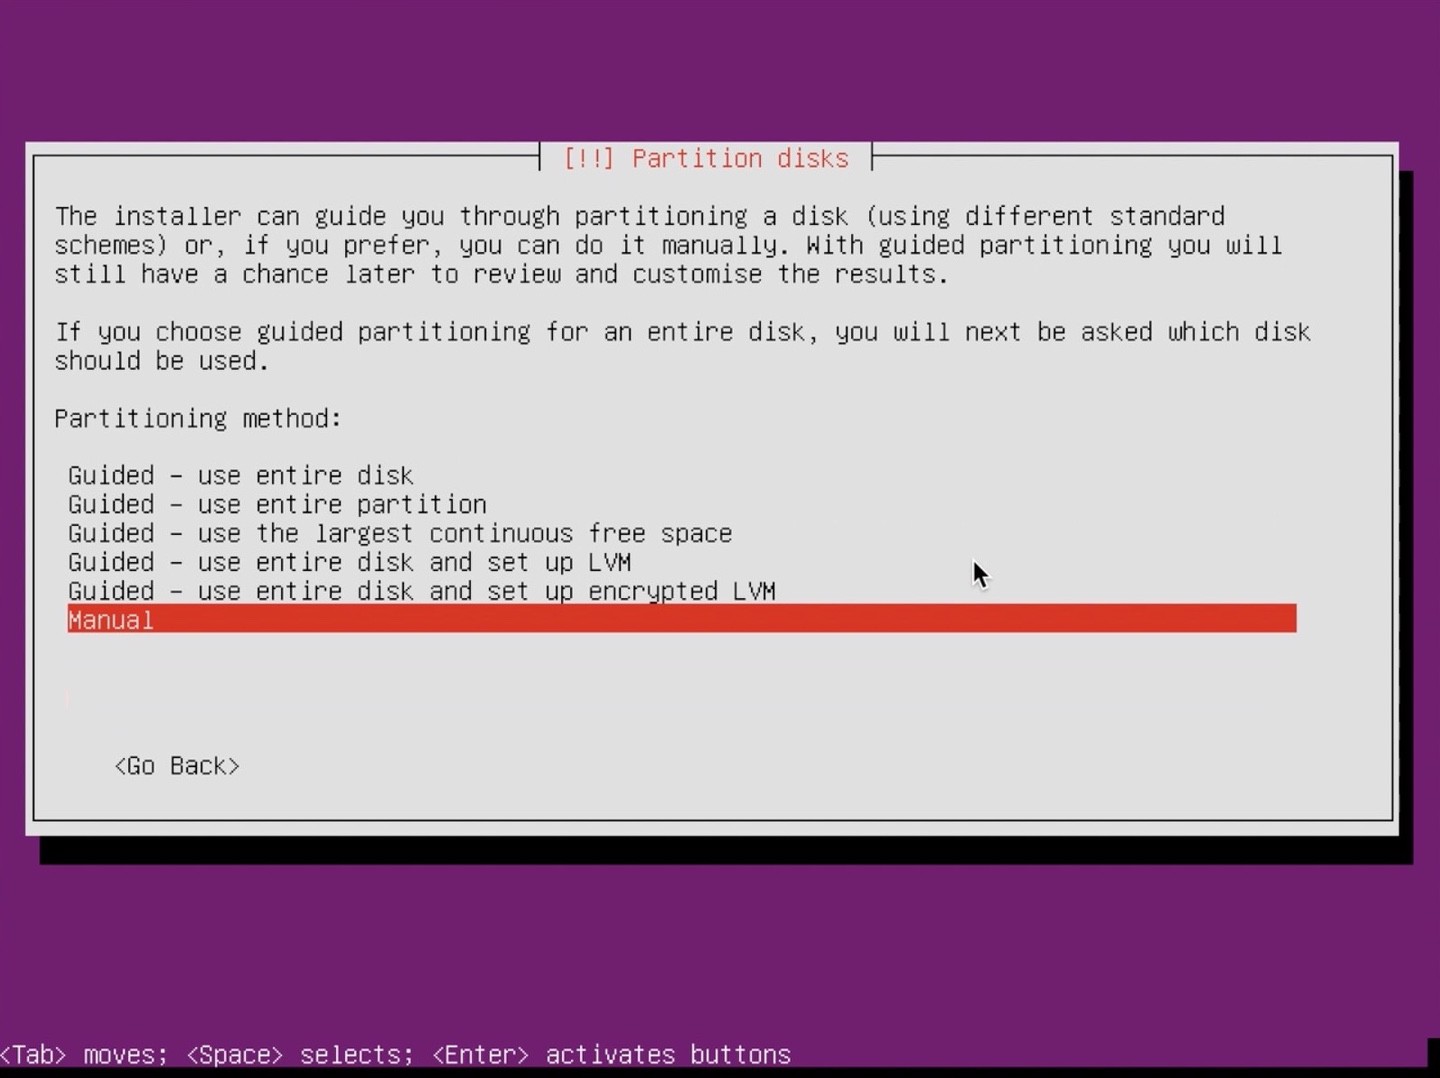 [!!] Partition disks
The installer can guide you through partitioning a disk (using different standard
schemes) or, if you prefer, you can do it manually. With guided partitioning you will
still have a chance later to review and customise the results.
If you choose guided partitioning for an entire disk, you will next be asked which disk
should be used.
Partitioning method:
Guided - use entire disk
Guided - use entire partition
Guided - use the largest continuous free space
Guided - use entire disk and set up LVM
Guided - use entire disk and set up encrypted LVM
Manual
<Go Back>
<Tab> moves; <Space> selects; <Enter> activates buttons